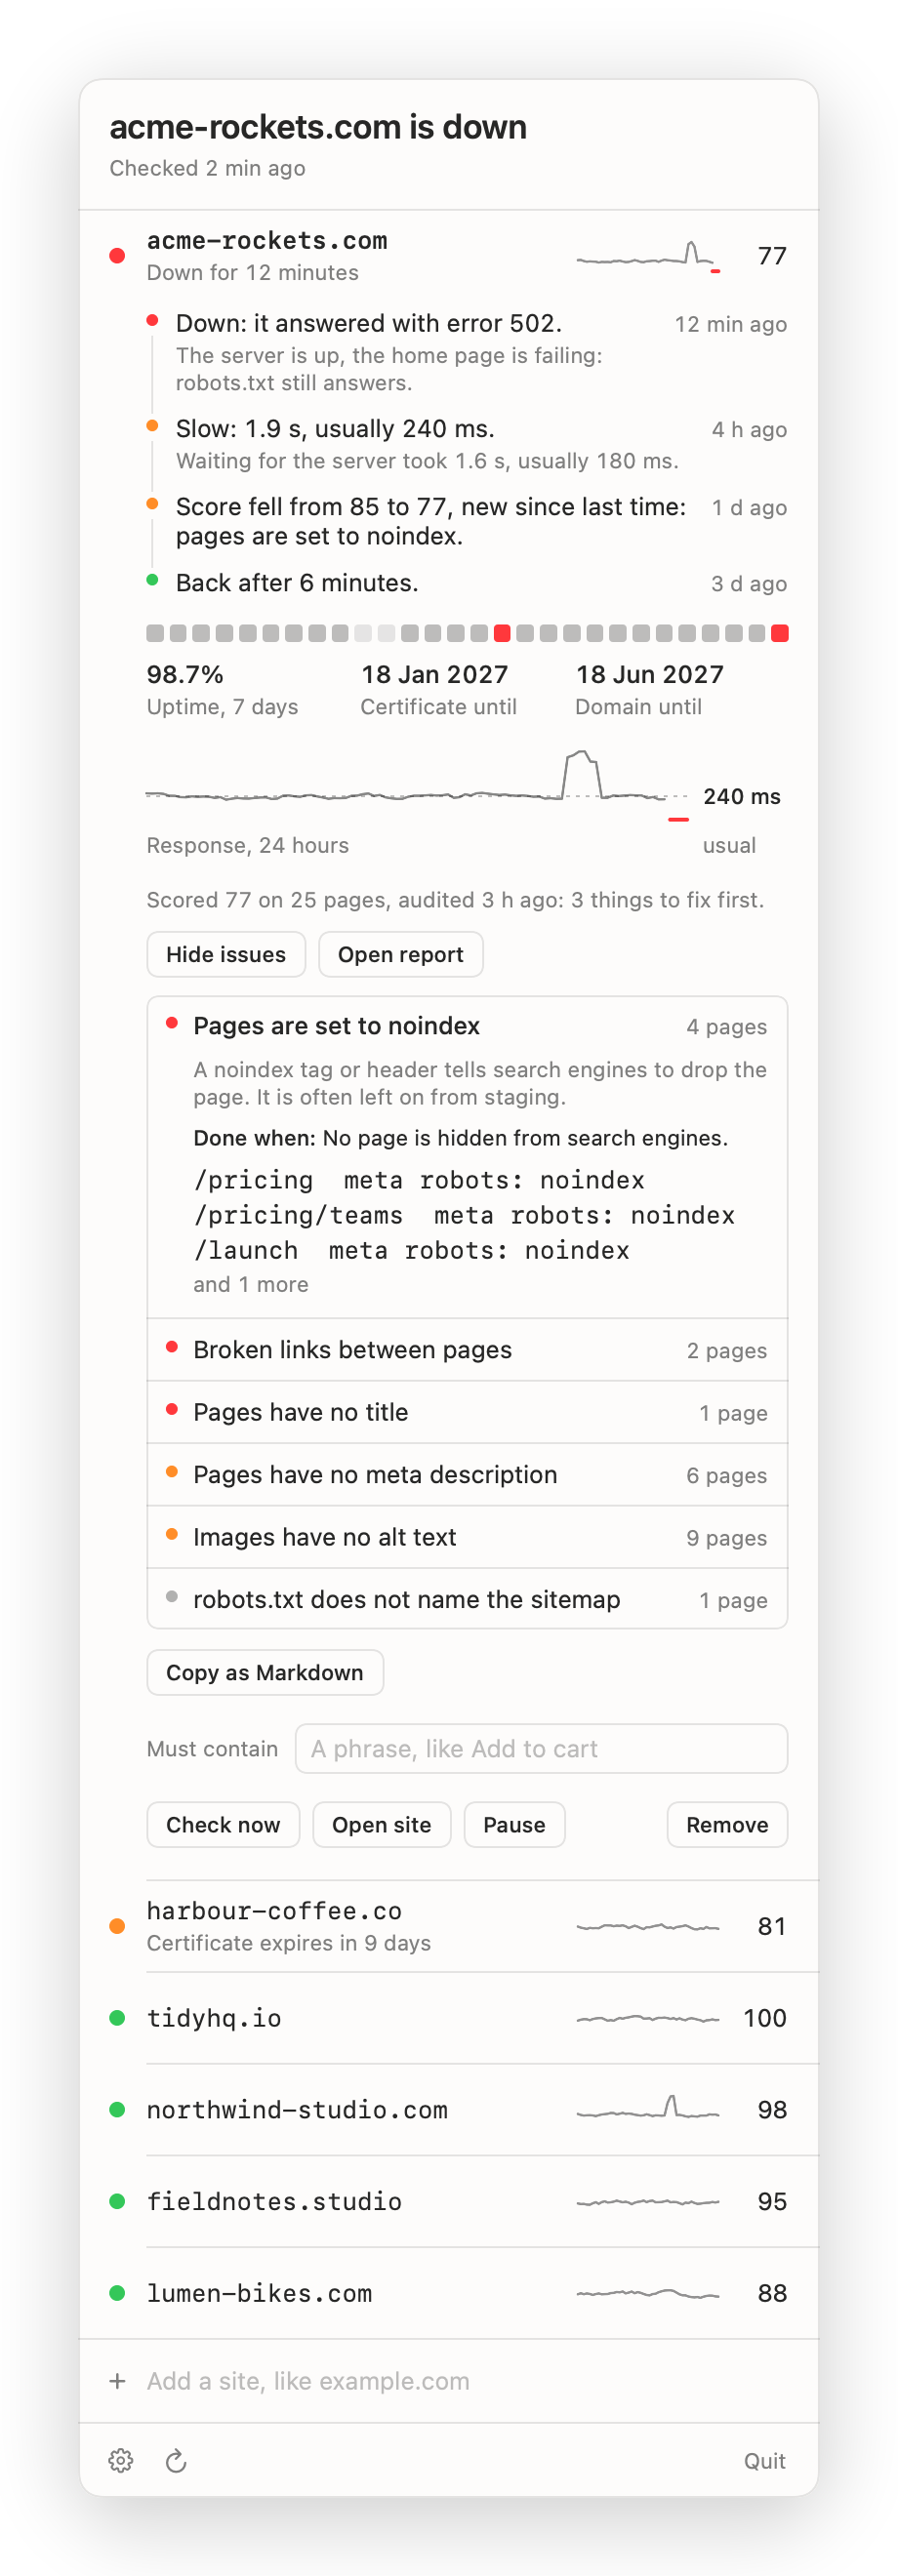 acme-rockets.com is down
Checked 2 min ago
acme-rockets.com
77
Down for 12 minutes
Down: it answered with error 502.
12 min ago
The server is up, the home page is failing:
robots.txt still answers.
Slow: 1.9 s, usually 240 ms.
4 h ago
Waiting for the server took 1.6 s, usually 180 ms.
Score fell from 85 to 77, new since last time:
1 d ago
pages are set to noindex.
Back after 6 minutes.
3 d ago
98.7%
18 Jan 2027
18 Jun 2027
Uptime, 7 days
Certificate until
Domain until
240 ms
Response, 24 hours
usual
Scored 77 on 25 pages, audited 3 h ago: 3 things to fix first.
Hide issues
Open report
Pages are set to noindex
4 pages
A noindex tag or header tells search engines to drop the
page. It is often left on from staging.
Done when: No page is hidden from search engines.
/pricing  meta robots: noindex
/pricing/teams  meta robots: noindex
/launch  meta robots: noindex
and 1 more
Broken links between pages
2 pages
Pages have no title
1 page
Pages have no meta description
6 pages
Images have no alt text
9 pages
robots.txt does not name the sitemap
1 page
Copy as Markdown
Must contain
A phrase, like Add to cart
Check now
Open site
Pause
Remove
harbour-coffee.co
81
Certificate expires in 9 days
tidyhq.io
100
northwind-studio.com
98
fieldnotes.studio
95
lumen-bikes.com
88
+ Add a site, like example.com
Quit